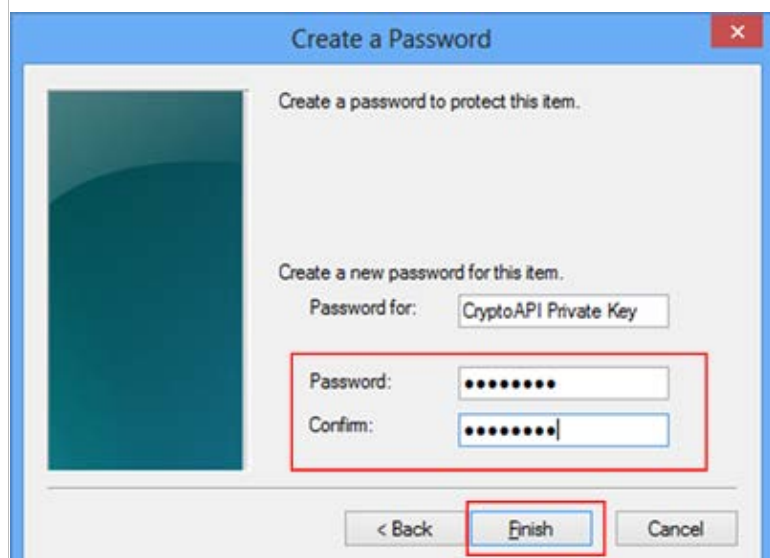 Create a Password
Create a password to protect this item.
Create a new password for this item.
Password for: CryptoAPI Private Key
Password: ●●●●●●●●
Confirm: ●●●●●●●●
< Back Finish Cancel